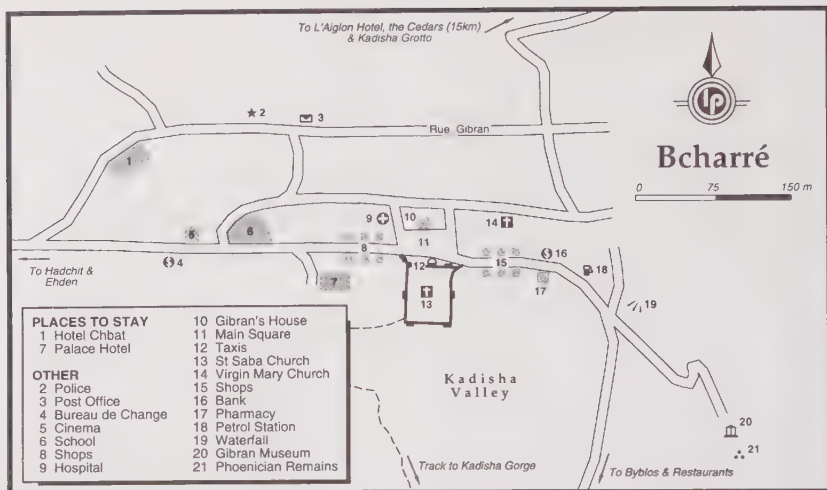 To L'Aiglon Hotel, the Cedars (15km)
& Kadisha Grotto
lp
Bcharré
0 75 150 m
2
3
Rue Gibran
1
9
10
14
5
6
8
11
16
4
12
15
18
To Hadchit &
Ehden
7
13
17
19
PLACES TO STAY
1 Hotel Chbat
7 Palace Hotel
OTHER
2 Police
3 Post Office
4 Bureau de Change
5 Cinema
6 School
8 Shops
9 Hospital
10 Gibran's House
11 Main Square
12 Taxis
13 St Saba Church
14 Virgin Mary Church
15 Shops
16 Bank
17 Pharmacy
18 Petrol Station
19 Waterfall
20 Gibran Museum
21 Phoenician Remains
Kadisha
Valley
20
21
Track to Kadisha Gorge
To Byblos & Restaurants